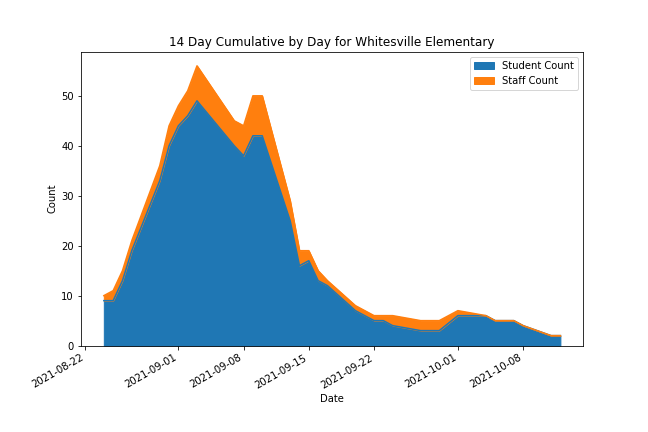 14 Day Cumulative by Day for Whitesville Elementary
Student Count
Staff Count
Count
50
40
30
20
10
0
2021-08-22
2021-09-01
2021-09-08
2021-09-15
2021-09-22
2021-10-01
2021-10-08
Date